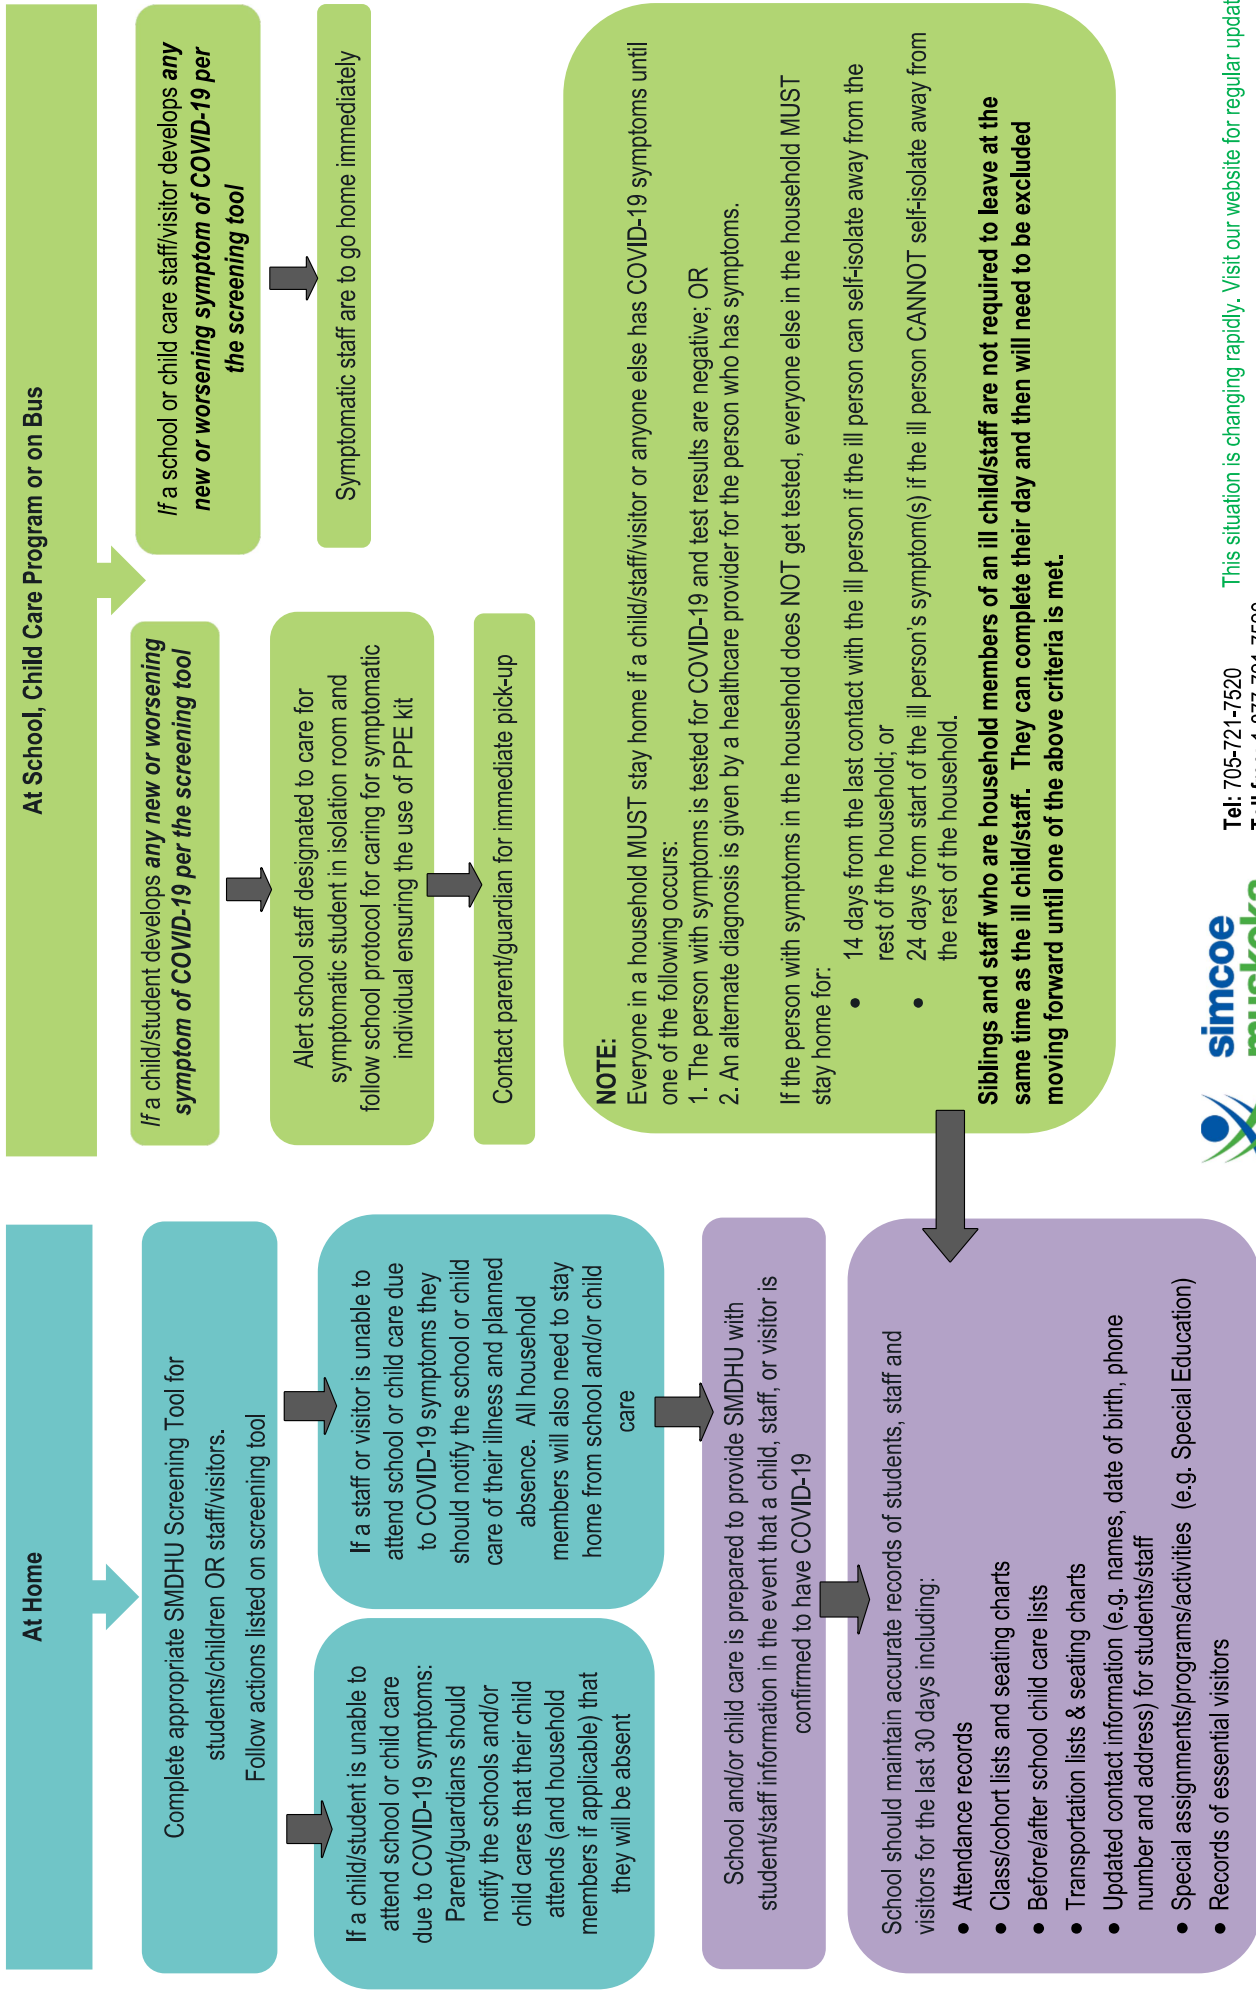 At Home
Complete appropriate SMDHU Screening Tool for
students/children OR staff/visitors.
Follow actions listed on screening tool
If a child/student is unable to
attend school or child care
due to COVID-19 symptoms:
Parent/guardians should
notify the schools and/or
child cares that their child
attends (and household
members if applicable) that
they will be absent
If a staff or visitor is unable to
attend school or child care due
to COVID-19 symptoms they
should notify the school or child
care of their illness and planned
absence. All household
members will also need to stay
home from school and/or child
care
School and/or child care is prepared to provide SMDHU with
student/staff information in the event that a child, staff, or visitor is
confirmed to have COVID-19
School should maintain accurate records of students, staff and
visitors for the last 30 days including:
• Attendance records
• Class/cohort lists and seating charts
• Before/after school child care lists
• Transportation lists & seating charts
• Updated contact information (e.g. names, date of birth, phone
number and address) for students/staff
• Special assignments/programs/activities (e.g. Special Education)
• Records of essential visitors
At School, Child Care Program or on Bus
If a child/student develops any new or worsening
symptom of COVID-19 per the screening tool
Alert school staff designated to care for
symptomatic student in isolation room and
follow school protocol for caring for symptomatic
individual ensuring the use of PPE kit
Contact parent/guardian for immediate pick-up
If a school or child care staff/visitor develops any
new or worsening symptom of COVID-19 per
the screening tool
Symptomatic staff are to go home immediately
NOTE:
Everyone in a household MUST stay home if a child/staff/visitor or anyone else has COVID-19 symptoms until
one of the following occurs:
1. The person with symptoms is tested for COVID-19 and test results are negative; OR
2. An alternate diagnosis is given by a healthcare provider for the person who has symptoms.
If the person with symptoms in the household does NOT get tested, everyone else in the household MUST
stay home for:
• 14 days from the last contact with the ill person if the ill person can self-isolate away from the
rest of the household; or
• 24 days from start of the ill person's symptom(s) if the ill person CANNOT self-isolate away from
the rest of the household.
Siblings and staff who are household members of an ill child/staff are not required to leave at the
same time as the ill child/staff. They can complete their day and then will need to be excluded
moving forward until one of the above criteria is met.
simcoe
muskoka
Tel: 705-721-7520
This situation is changing rapidly. Visit our website for regular updat